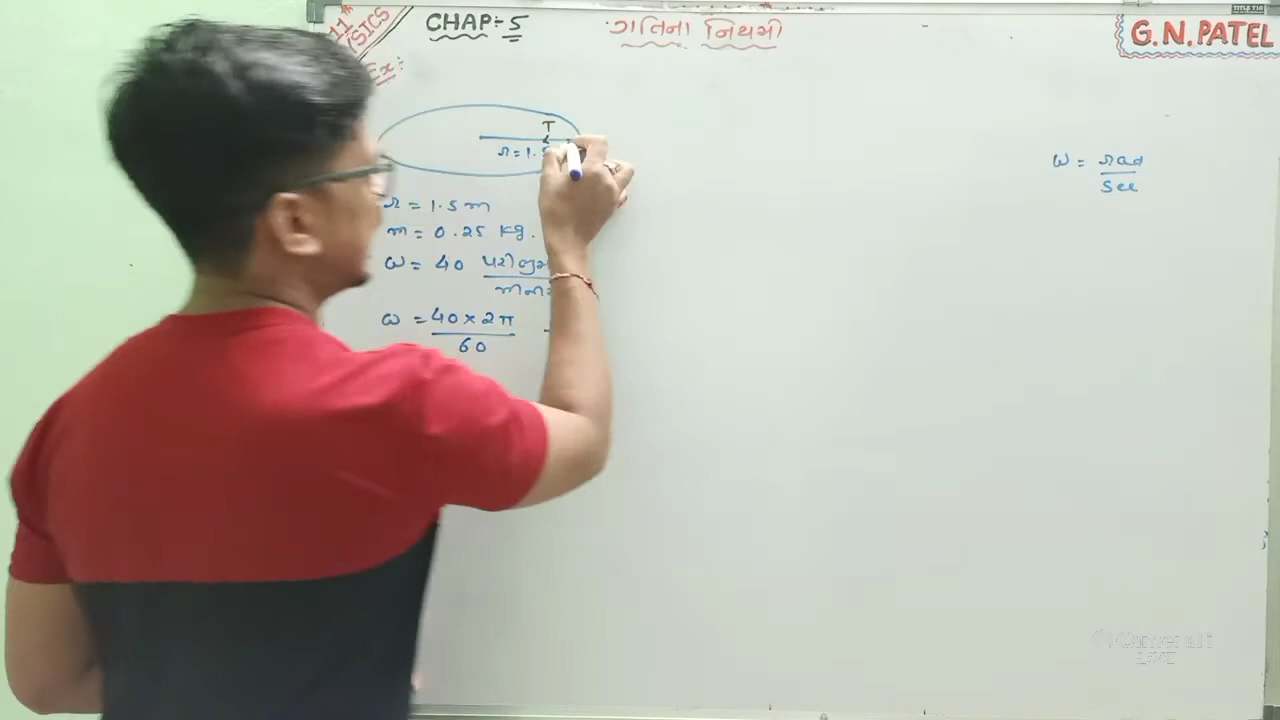 11th CHAP:- 5 ગતિના નિયમો G.N.PATEL
Ex:-
T
r = 1.5
ω = rad
sec
r = 1.5 m
m = 0.25 kg.
ω = 40
ω = 40 × 2π
60